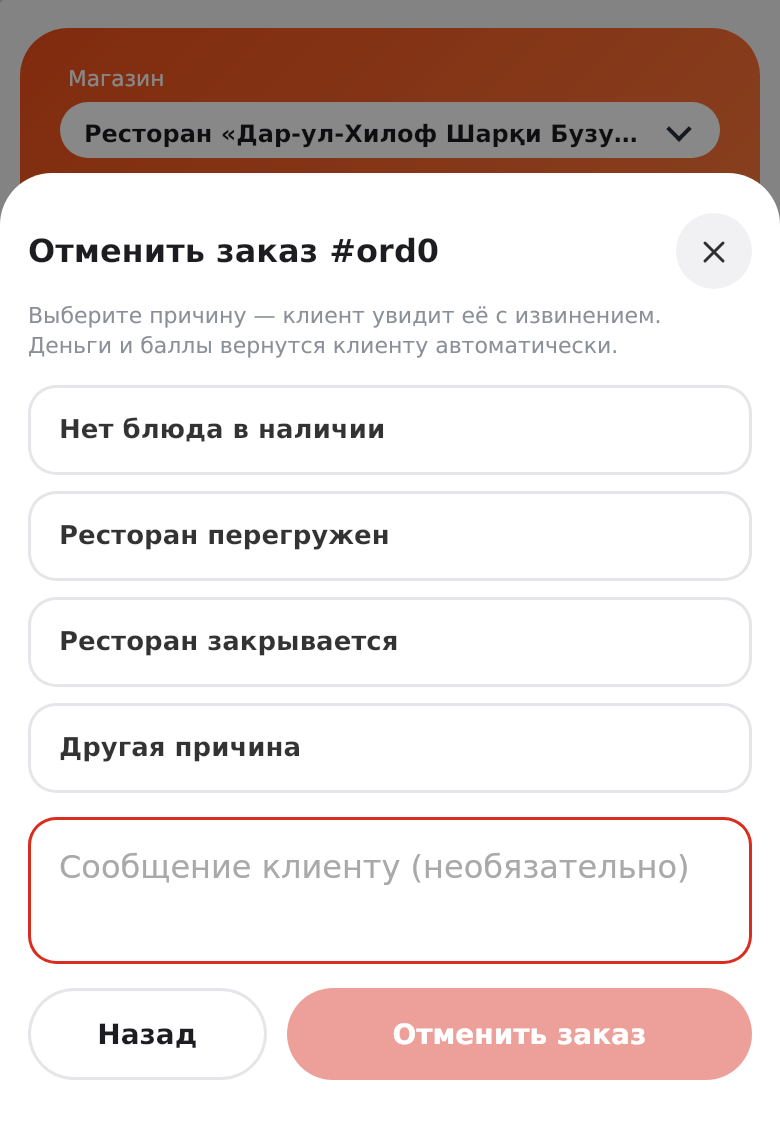 Магазин
Ресторан «Дар-ул-Хилоф Шарқи Бузу...
Отменить заказ #ord0
Выберите причину — клиент увидит её с извинением.
Деньги и баллы вернутся клиенту автоматически.
Нет блюда в наличии
Ресторан перегружен
Ресторан закрывается
Другая причина
Сообщение клиенту (необязательно)
Назад
Отменить заказ